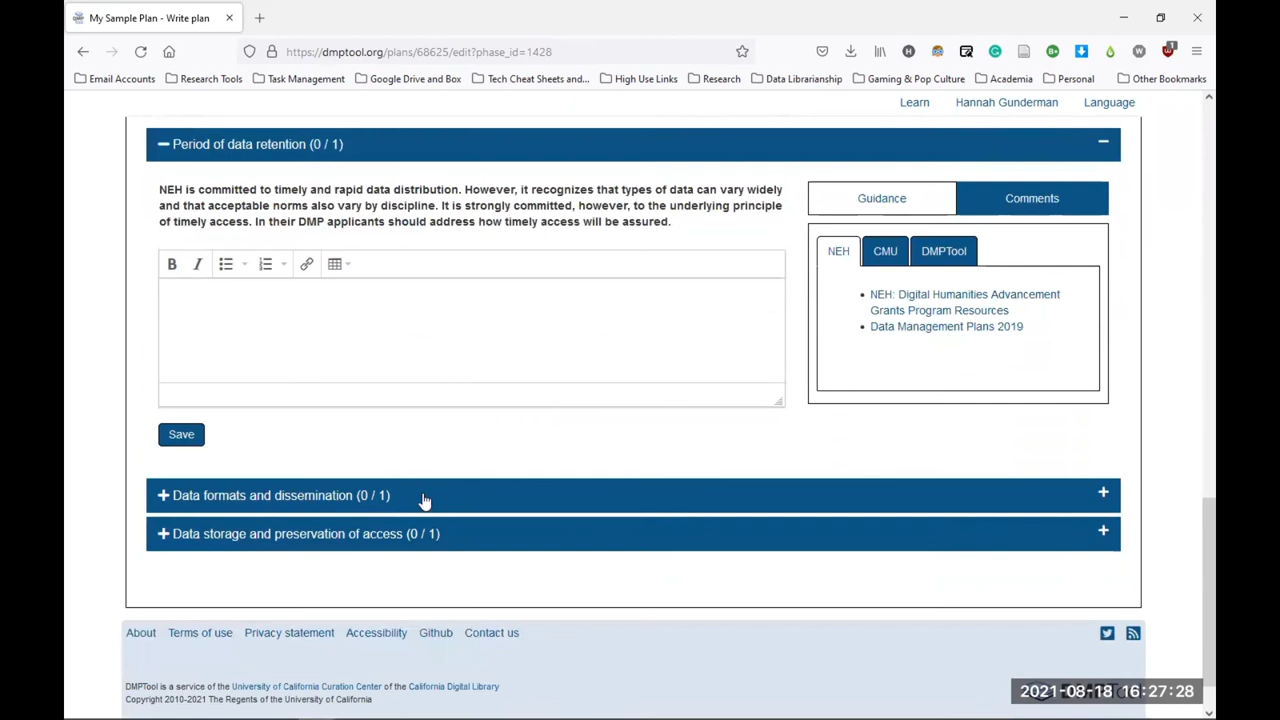 My Sample Plan - Write plan
https://dmptool.org/plans/68625/edit?phase_id=1428
Email Accounts Research Tools Task Management Google Drive and Box Tech Cheat Sheets and... High Use Links Research Data Librarianship Gaming & Pop Culture Academia Personal Other Bookmarks
Learn Hannah Gunderman Language
Period of data retention (0 / 1)
NEH is committed to timely and rapid data distribution. However, it recognizes that types of data can vary widely
and that acceptable norms also vary by discipline. It is strongly committed, however, to the underlying principle
of timely access. In their DMP applicants should address how timely access will be assured.
Guidance Comments
NEH CMU DMPTool
NEH: Digital Humanities Advancement
Grants Program Resources
Data Management Plans 2019
B I
Save
Data formats and dissemination (0 / 1)
Data storage and preservation of access (0 / 1)
About Terms of use Privacy statement Accessibility Github Contact us
DMPTool is a service of the University of California Curation Center of the California Digital Library
Copyright 2010-2021 The Regents of the University of California
2021-08-18 16:27:28